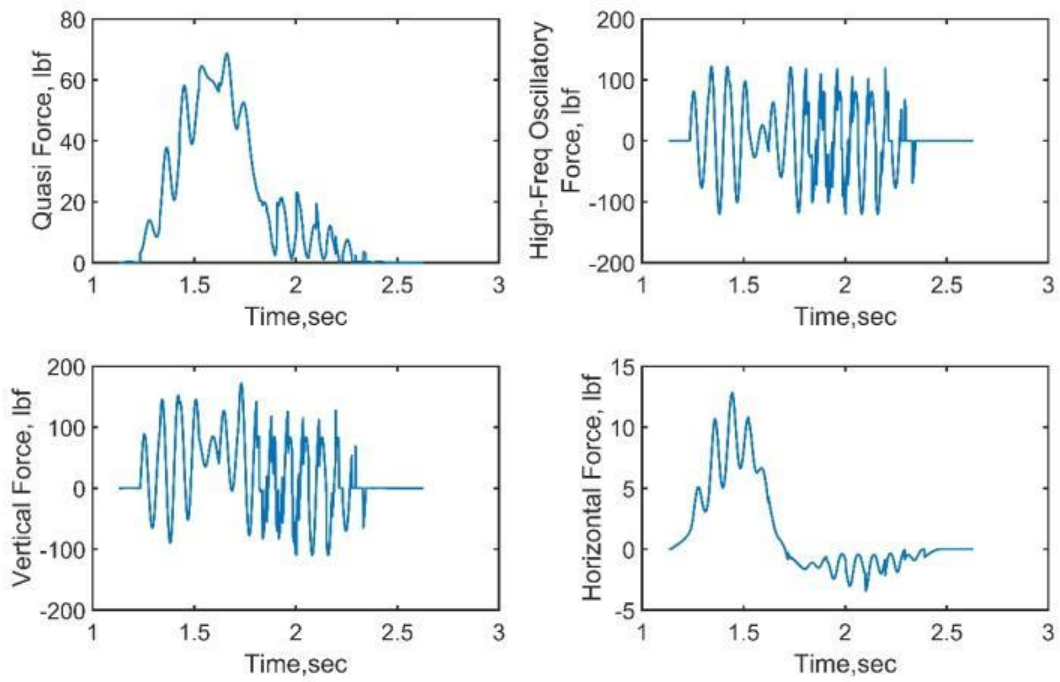 80
60
40
20
0
Quasi Force, lbf
1 1.5 2 2.5 3
Time,sec
200
100
0
-100
-200
High-Freq Oscillatory
Force, lbf
1 1.5 2 2.5 3
Time,sec
200
100
0
-100
-200
Vertical Force, lbf
1 1.5 2 2.5 3
Time,sec
15
10
5
0
-5
Horizontal Force, lbf
1 1.5 2 2.5 3
Time,sec